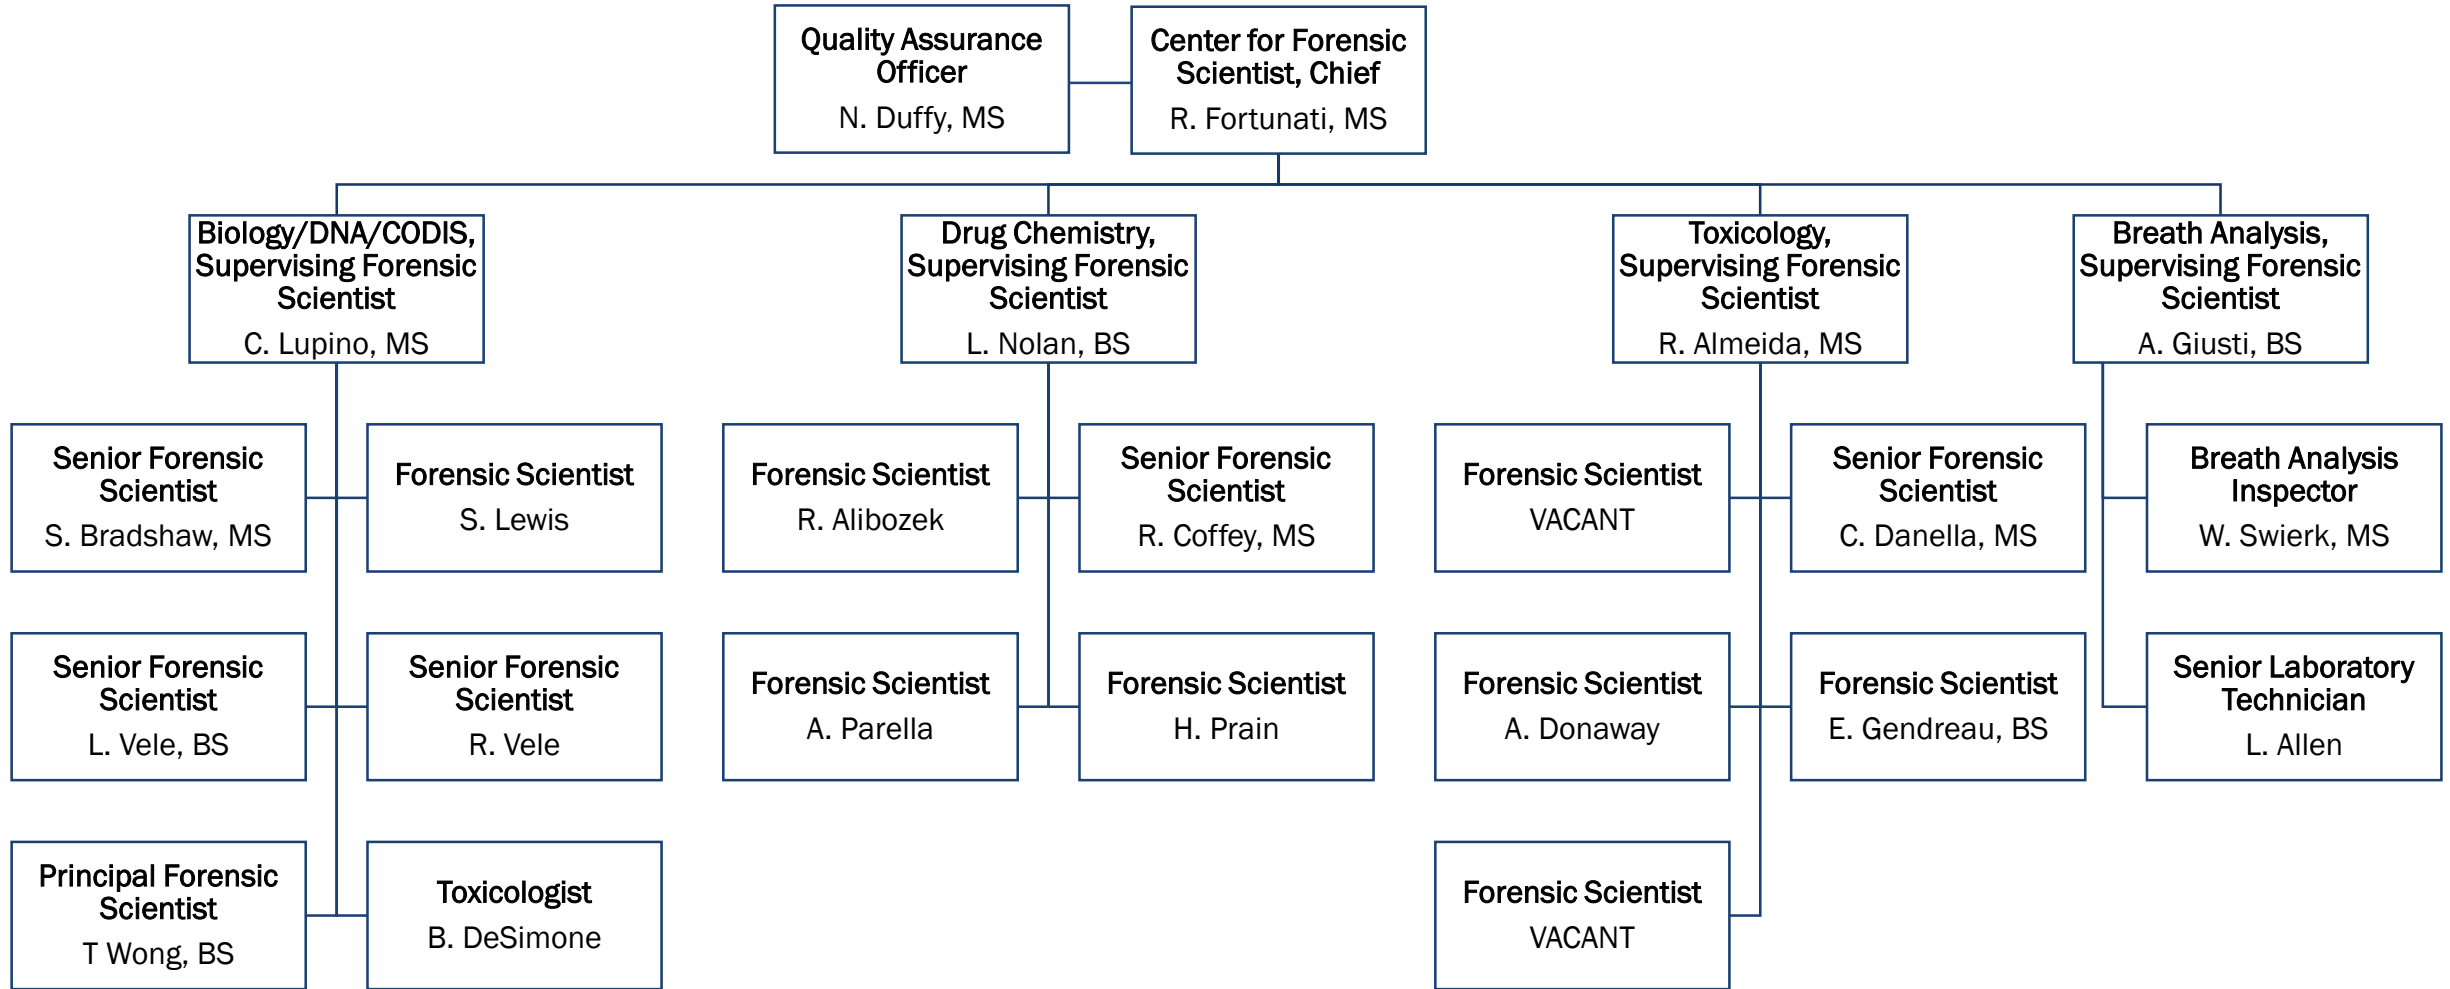 Quality Assurance
Officer
N. Duffy, MS
Center for Forensic
Scientist, Chief
R. Fortunati, MS
Biology/DNA/CODIS,
Supervising Forensic
Scientist
C. Lupino, MS
Drug Chemistry,
Supervising Forensic
Scientist
L. Nolan, BS
Toxicology,
Supervising Forensic
Scientist
R. Almeida, MS
Breath Analysis,
Supervising Forensic
Scientist
A. Giusti, BS
Senior Forensic
Scientist
S. Bradshaw, MS
Forensic Scientist
S. Lewis
Forensic Scientist
R. Alibozek
Senior Forensic
Scientist
R. Coffey, MS
Forensic Scientist
VACANT
Senior Forensic
Scientist
C. Danella, MS
Breath Analysis
Inspector
W. Swierk, MS
Senior Forensic
Scientist
L. Vele, BS
Senior Forensic
Scientist
R. Vele
Forensic Scientist
A. Parella
Forensic Scientist
H. Prain
Forensic Scientist
A. Donaway
Forensic Scientist
E. Gendreau, BS
Senior Laboratory
Technician
L. Allen
Principal Forensic
Scientist
T Wong, BS
Toxicologist
B. DeSimone
Forensic Scientist
VACANT